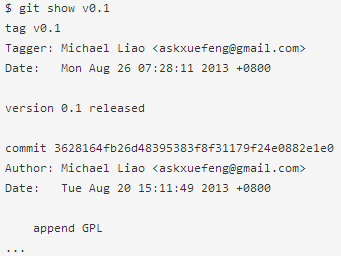 $ git show v0.1
tag v0.1
Tagger: Michael Liao <askxuefeng@gmail.com>
Date:   Mon Aug 26 07:28:11 2013 +0800

version 0.1 released

commit 3628164fb26d48395383f8f31179f24e0882e1e0
Author: Michael Liao <askxuefeng@gmail.com>
Date:   Tue Aug 20 15:11:49 2013 +0800

    append GPL
...